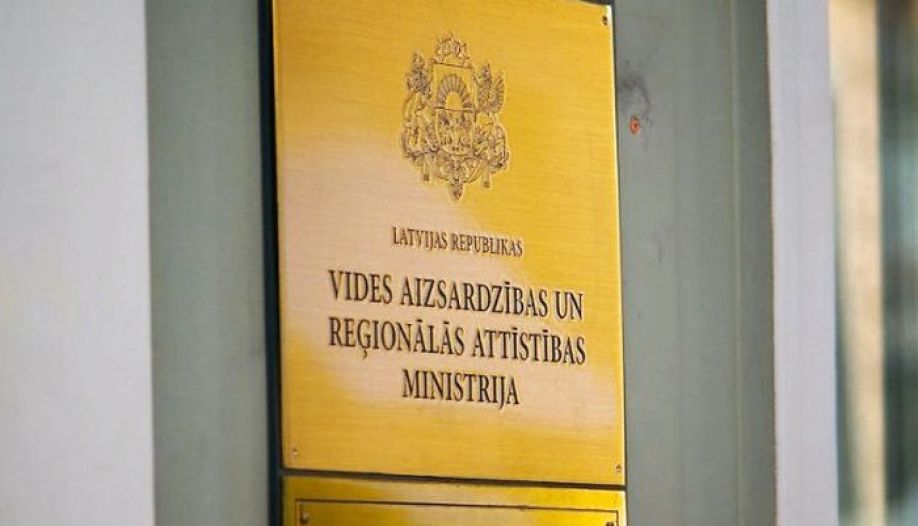 LATVIJAS REPUBLIKAS
VIDES AIZSARDZĪBAS UN
REĢIONĀLĀS ATTĪSTĪBAS
MINISTRIJA